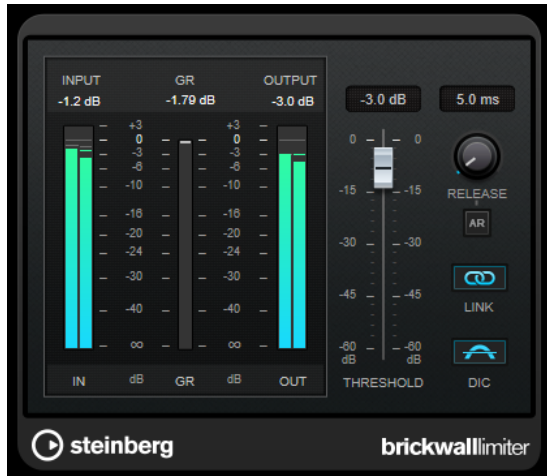 INPUT GR OUTPUT
-1.2 dB -1.79 dB -3.0 dB -3.0 dB 5.0 ms
+3 +3
0 0 0 0
-3 -3
-6 -6
-10 -10
-15 -15 RELEASE
-16 -16
AR
-20 -20
-24 -24 -30 -30
-30 -30
-45 -45
LINK
-40 -40
∞ ∞ -60 -60
dB dB
IN dB GR dB OUT THRESHOLD DIC
steinberg brickwalllimiter